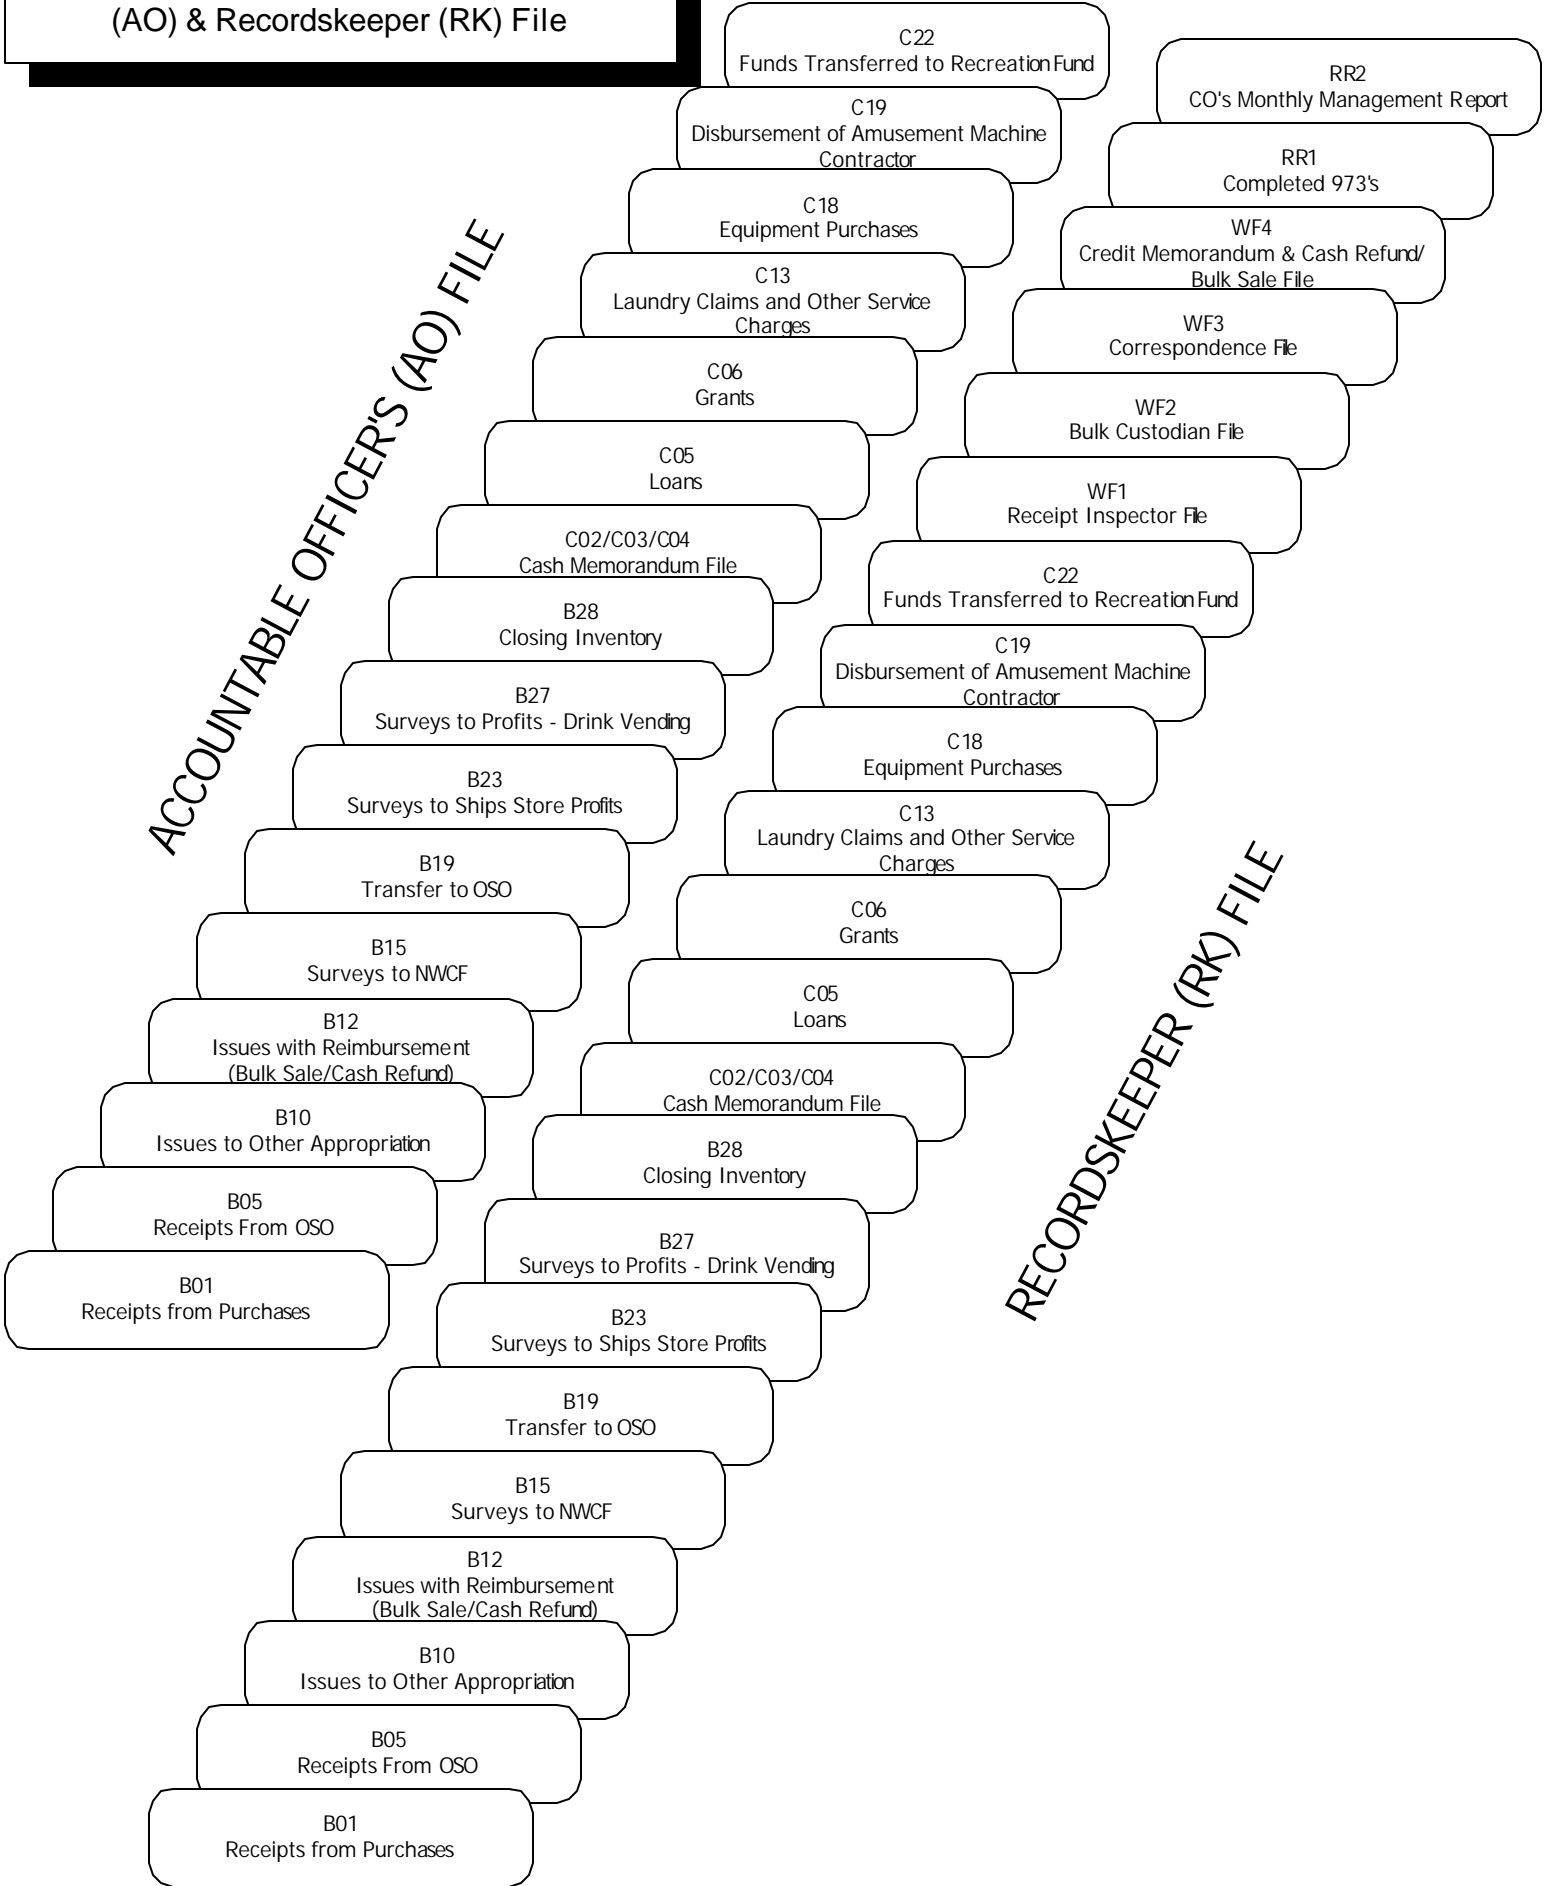 (AO) & Recordskeeper (RK) File
ACCOUNTABLE OFFICER'S (AO) FILE
C22
Funds Transferred to Recreation Fund
C19
Disbursement of Amusement Machine
Contractor
C18
Equipment Purchases
C13
Laundry Claims and Other Service
Charges
C06
Grants
C05
Loans
C02/C03/C04
Cash Memorandum File
B28
Closing Inventory
B27
Surveys to Profits - Drink Vending
B23
Surveys to Ships Store Profits
B19
Transfer to OSO
B15
Surveys to NWCF
B12
Issues with Reimbursement
(Bulk Sale/Cash Refund)
B10
Issues to Other Appropriation
B05
Receipts From OSO
B01
Receipts from Purchases
RECORDSKEEPER (RK) FILE
RR2
CO's Monthly Management Report
RR1
Completed 973's
WF4
Credit Memorandum & Cash Refund/
Bulk Sale File
WF3
Correspondence File
WF2
Bulk Custodian File
WF1
Receipt Inspector File
C22
Funds Transferred to Recreation Fund
C19
Disbursement of Amusement Machine
Contractor
C18
Equipment Purchases
C13
Laundry Claims and Other Service
Charges
C06
Grants
C05
Loans
C02/C03/C04
Cash Memorandum File
B28
Closing Inventory
B27
Surveys to Profits - Drink Vending
B23
Surveys to Ships Store Profits
B19
Transfer to OSO
B15
Surveys to NWCF
B12
Issues with Reimbursement
(Bulk Sale/Cash Refund)
B10
Issues to Other Appropriation
B05
Receipts From OSO
B01
Receipts from Purchases